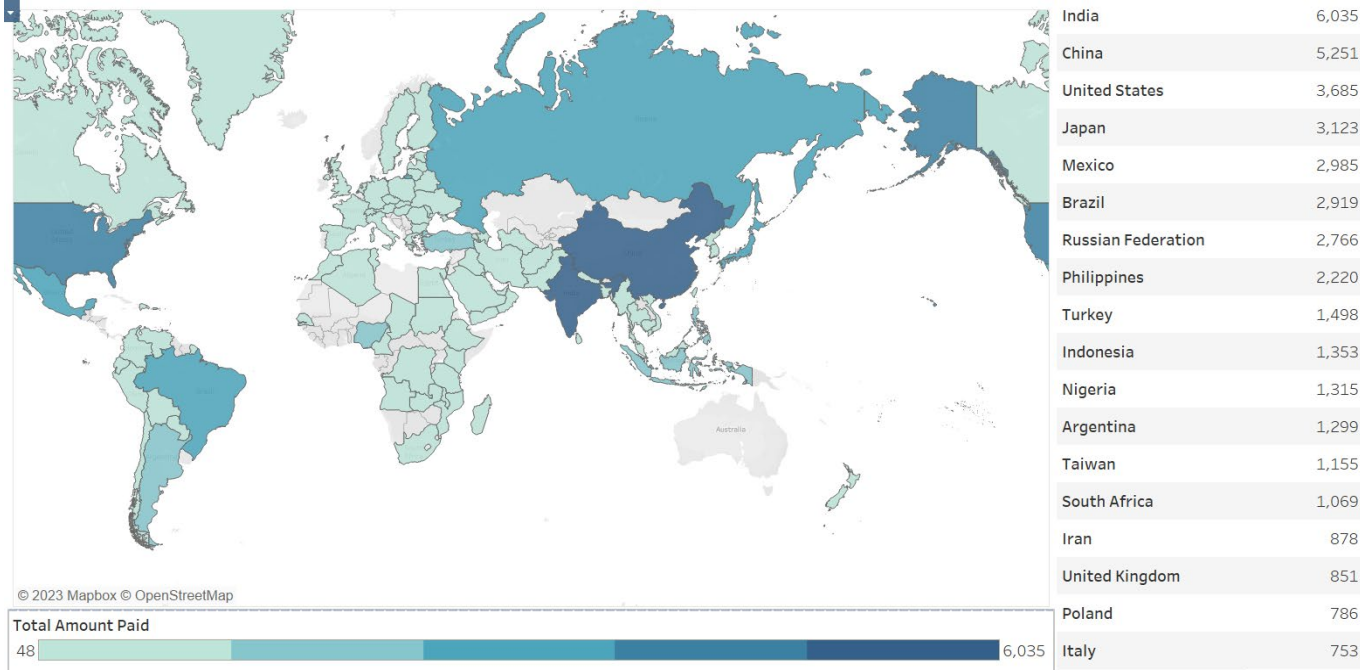 India 6,035
China 5,251
United States 3,685
Japan 3,123
Mexico 2,985
Brazil 2,919
Russian Federation 2,766
Philippines 2,220
Turkey 1,498
Indonesia 1,353
Nigeria 1,315
Argentina 1,299
Taiwan 1,155
South Africa 1,069
Iran 878
United Kingdom 851
Poland 786
Italy 753
Australia
© 2023 Mapbox © OpenStreetMap
Total Amount Paid
48 6,035